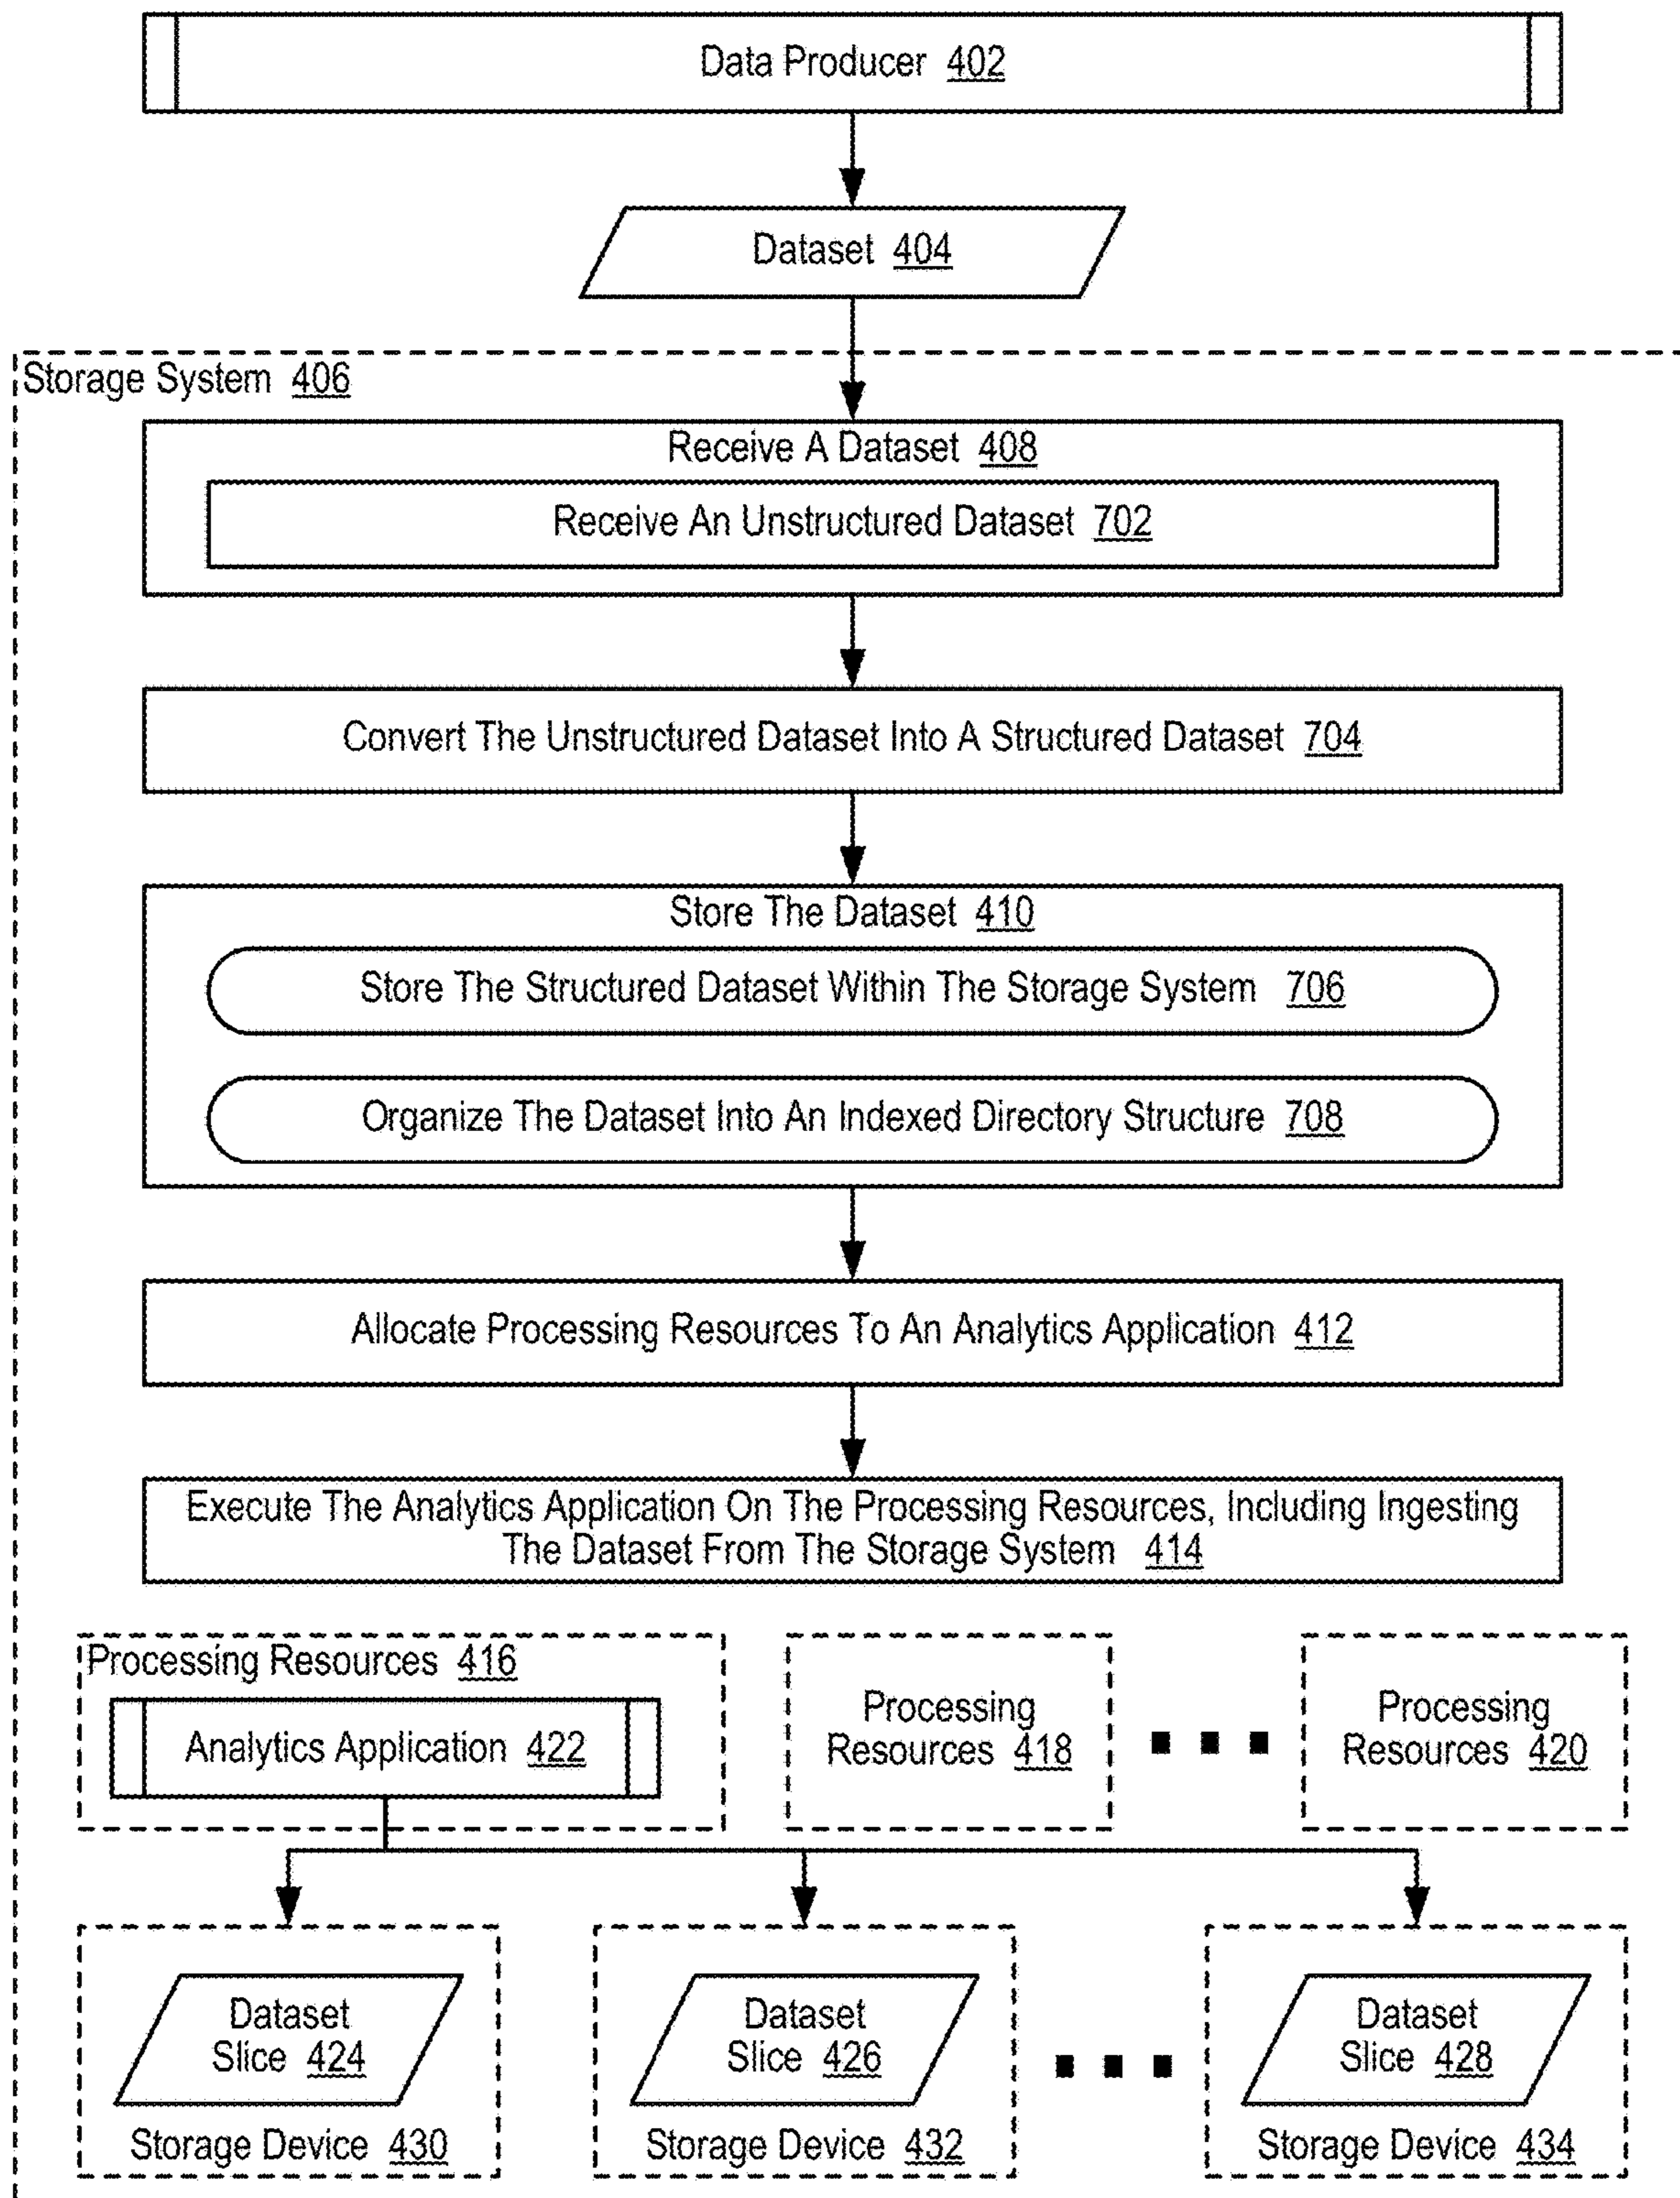 Data Producer 402
Dataset 404
Storage System 406
Receive A Dataset 408
Receive An Unstructured Dataset 702
Convert The Unstructured Dataset Into A Structured Dataset 704
Store The Dataset 410
Store The Structured Dataset Within The Storage System 706
Organize The Dataset Into An Indexed Directory Structure 708
Allocate Processing Resources To An Analytics Application 412
Execute The Analytics Application On The Processing Resources, Including Ingesting
The Dataset From The Storage System 414
Processing Resources 416
Analytics Application 422
Processing
Resources 418
Processing
Resources 420
Dataset
Slice 424
Storage Device 430
Dataset
Slice 426
Storage Device 432
Dataset
Slice 428
Storage Device 434